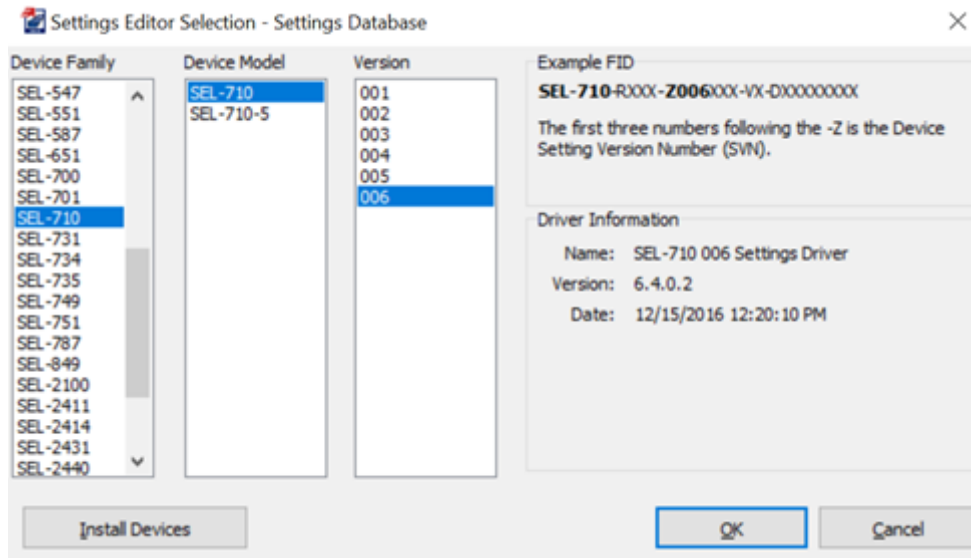 Settings Editor Selection - Settings Database
Device Family
SEL-547
SEL-551
SEL-587
SEL-651
SEL-700
SEL-701
SEL-710
SEL-731
SEL-734
SEL-735
SEL-749
SEL-751
SEL-787
SEL-849
SEL-2100
SEL-2411
SEL-2414
SEL-2431
SEL-2440
Device Model
SEL-710
SEL-710-5
Version
001
002
003
004
005
006
Example FID
SEL-710-RXXX-Z006XXX-VX-DXXXXXXXX
The first three numbers following the -Z is the Device
Setting Version Number (SVN).
Driver Information
Name: SEL-710 006 Settings Driver
Version: 6.4.0.2
Date: 12/15/2016 12:20:10 PM
Install Devices
OK
Cancel